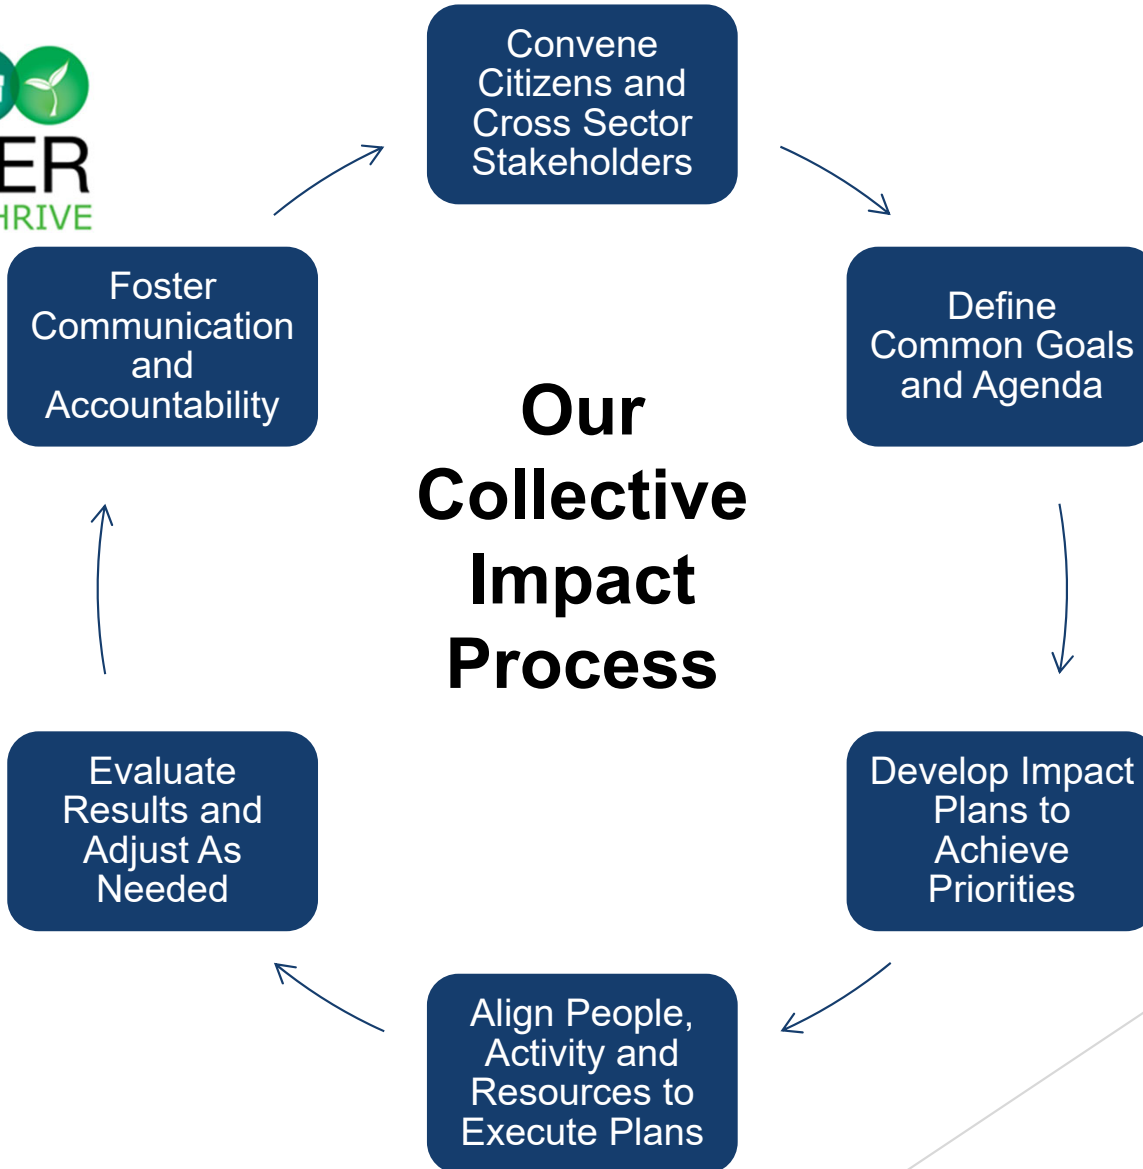 Convene
Citizens and
Cross Sector
Stakeholders
Define
Common Goals
and Agenda
Develop Impact
Plans to
Achieve
Priorities
Align People,
Activity and
Resources to
Execute Plans
Evaluate
Results and
Adjust As
Needed
Foster
Communication
and
Accountability
Our
Collective
Impact
Process